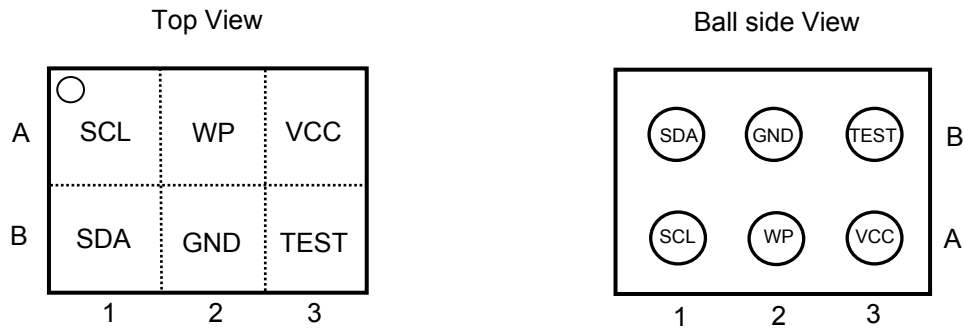 Top View
A SCL WP VCC
B SDA GND TEST
1 2 3
Ball side View
SDA GND TEST B
SCL WP VCC A
1 2 3